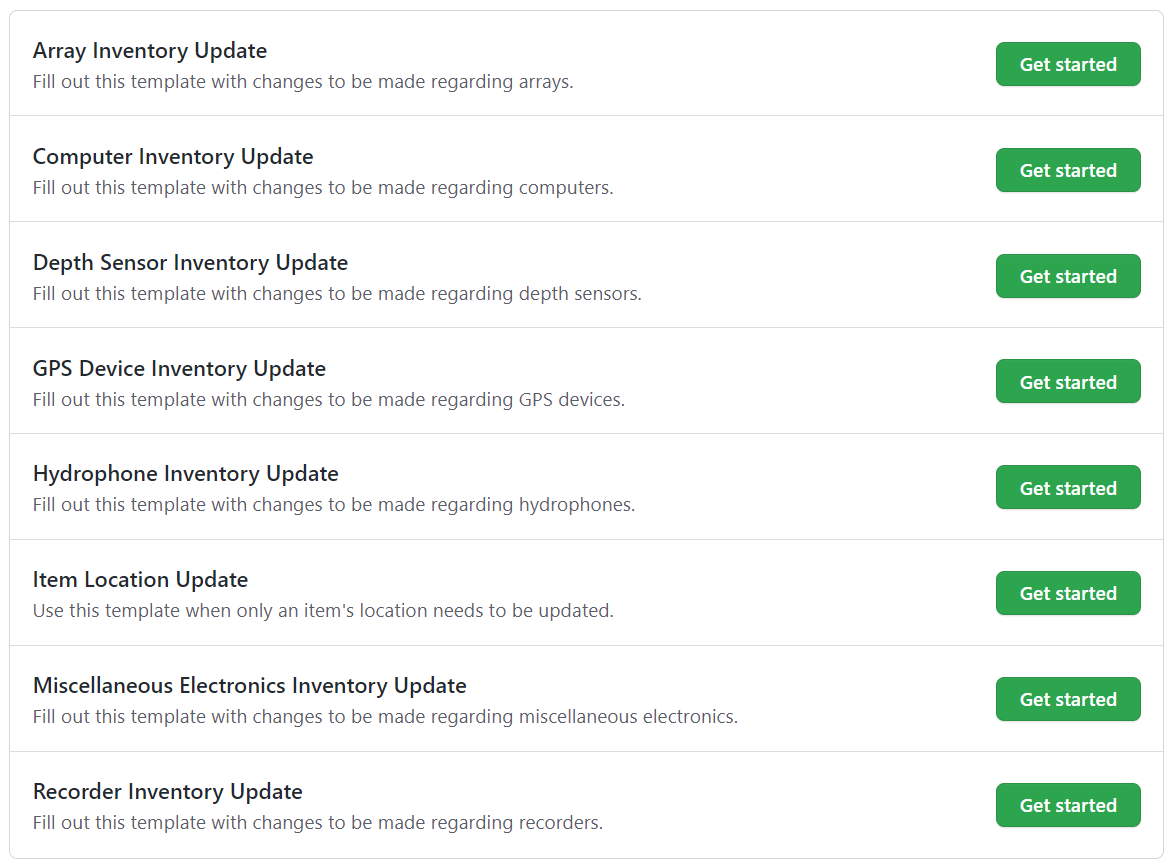 Array Inventory Update
Fill out this template with changes to be made regarding arrays.
Get started
Computer Inventory Update
Fill out this template with changes to be made regarding computers.
Get started
Depth Sensor Inventory Update
Fill out this template with changes to be made regarding depth sensors.
Get started
GPS Device Inventory Update
Fill out this template with changes to be made regarding GPS devices.
Get started
Hydrophone Inventory Update
Fill out this template with changes to be made regarding hydrophones.
Get started
Item Location Update
Use this template when only an item's location needs to be updated.
Get started
Miscellaneous Electronics Inventory Update
Fill out this template with changes to be made regarding miscellaneous electronics.
Get started
Recorder Inventory Update
Fill out this template with changes to be made regarding recorders.
Get started